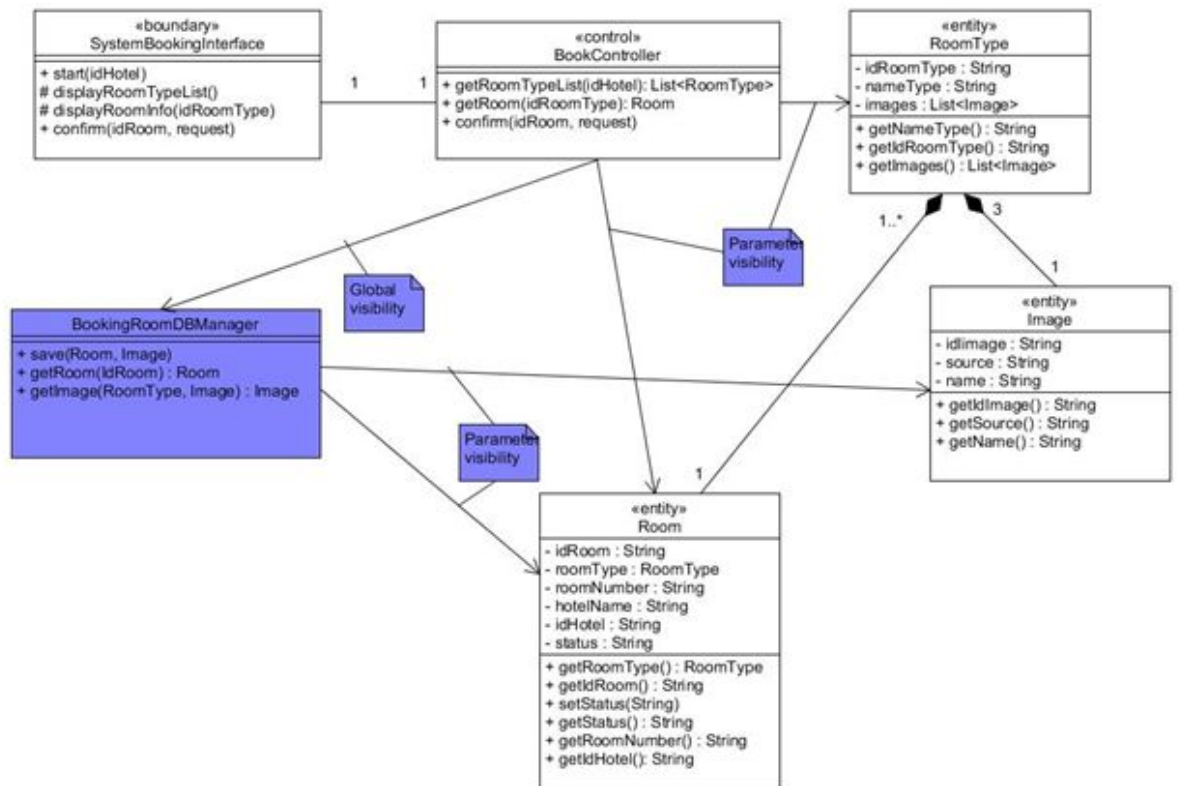 «boundary»
SystemBookingInterface
+ start(idHotel)
# displayRoomTypeList()
# displayRoomInfo(idRoomType)
+ confirm(idRoom, request)
1
1
«control»
BookController
+ getRoomTypeList(idHotel): List<RoomType>
+ getRoom(idRoomType): Room
+ confirm(idRoom, request)
«entity»
RoomType
- idRoomType : String
- nameType : String
- images : List<Image>
+ getNameType() : String
+ getIdRoomType() : String
+ getImages() : List<Image>
1..*
3
Parameter
visibility
Global
visibility
1
BookingRoomDBManager
+ save(Room, Image)
+ getRoom(IdRoom) : Room
+ getImage(RoomType, Image) : Image
«entity»
Image
- idIimage : String
- source : String
- name : String
+ getIdImage() : String
+ getSource() : String
+ getName() : String
Parameter
visibility
1
«entity»
Room
- idRoom : String
- roomType : RoomType
- roomNumber : String
- hotelName : String
- idHotel : String
- status : String
+ getRoomType() : RoomType
+ getIdRoom() : String
+ setStatus(String)
+ getStatus() : String
+ getRoomNumber() : String
+ getIdHotel(): String